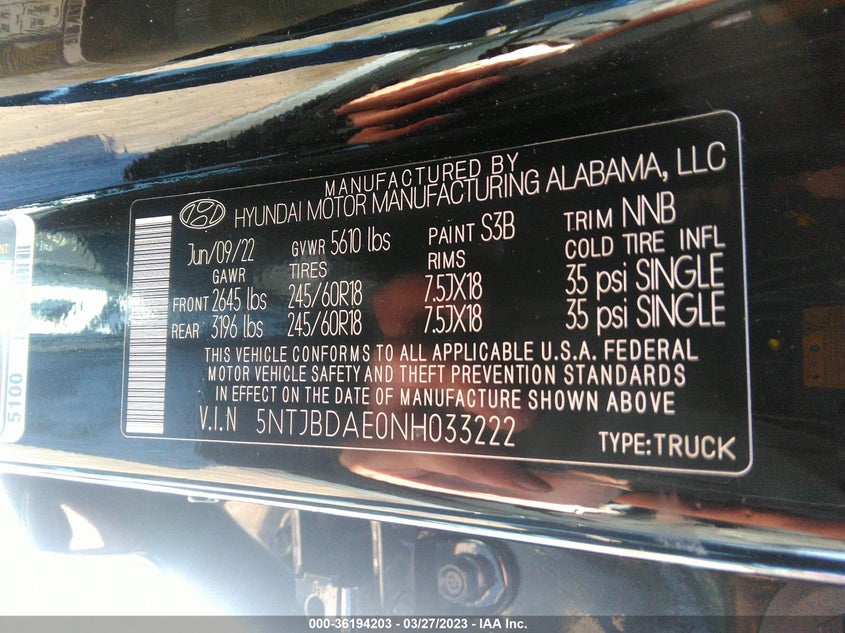 MANUFACTURED BY
HYUNDAI MOTOR MANUFACTURING ALABAMA, LLC
Jun/09/22 GVWR 5610 lbs PAINT S3B TRIM NNB
GAWR TIRES RIMS COLD TIRE INFL
FRONT 2645 lbs 245/60R18 7.5JX18 35 psi SINGLE
REAR 3196 lbs 245/60R18 7.5JX18 35 psi SINGLE
THIS VEHICLE CONFORMS TO ALL APPLICABLE U.S.A. FEDERAL
MOTOR VEHICLE SAFETY AND THEFT PREVENTION STANDARDS
IN EFFECT ON THE DATE OF MANUFACTURE SHOWN ABOVE
V.I.N 5NTJBDAE0NH033222 TYPE:TRUCK
5100
000-36194203 - 03/27/2023 - IAA Inc.